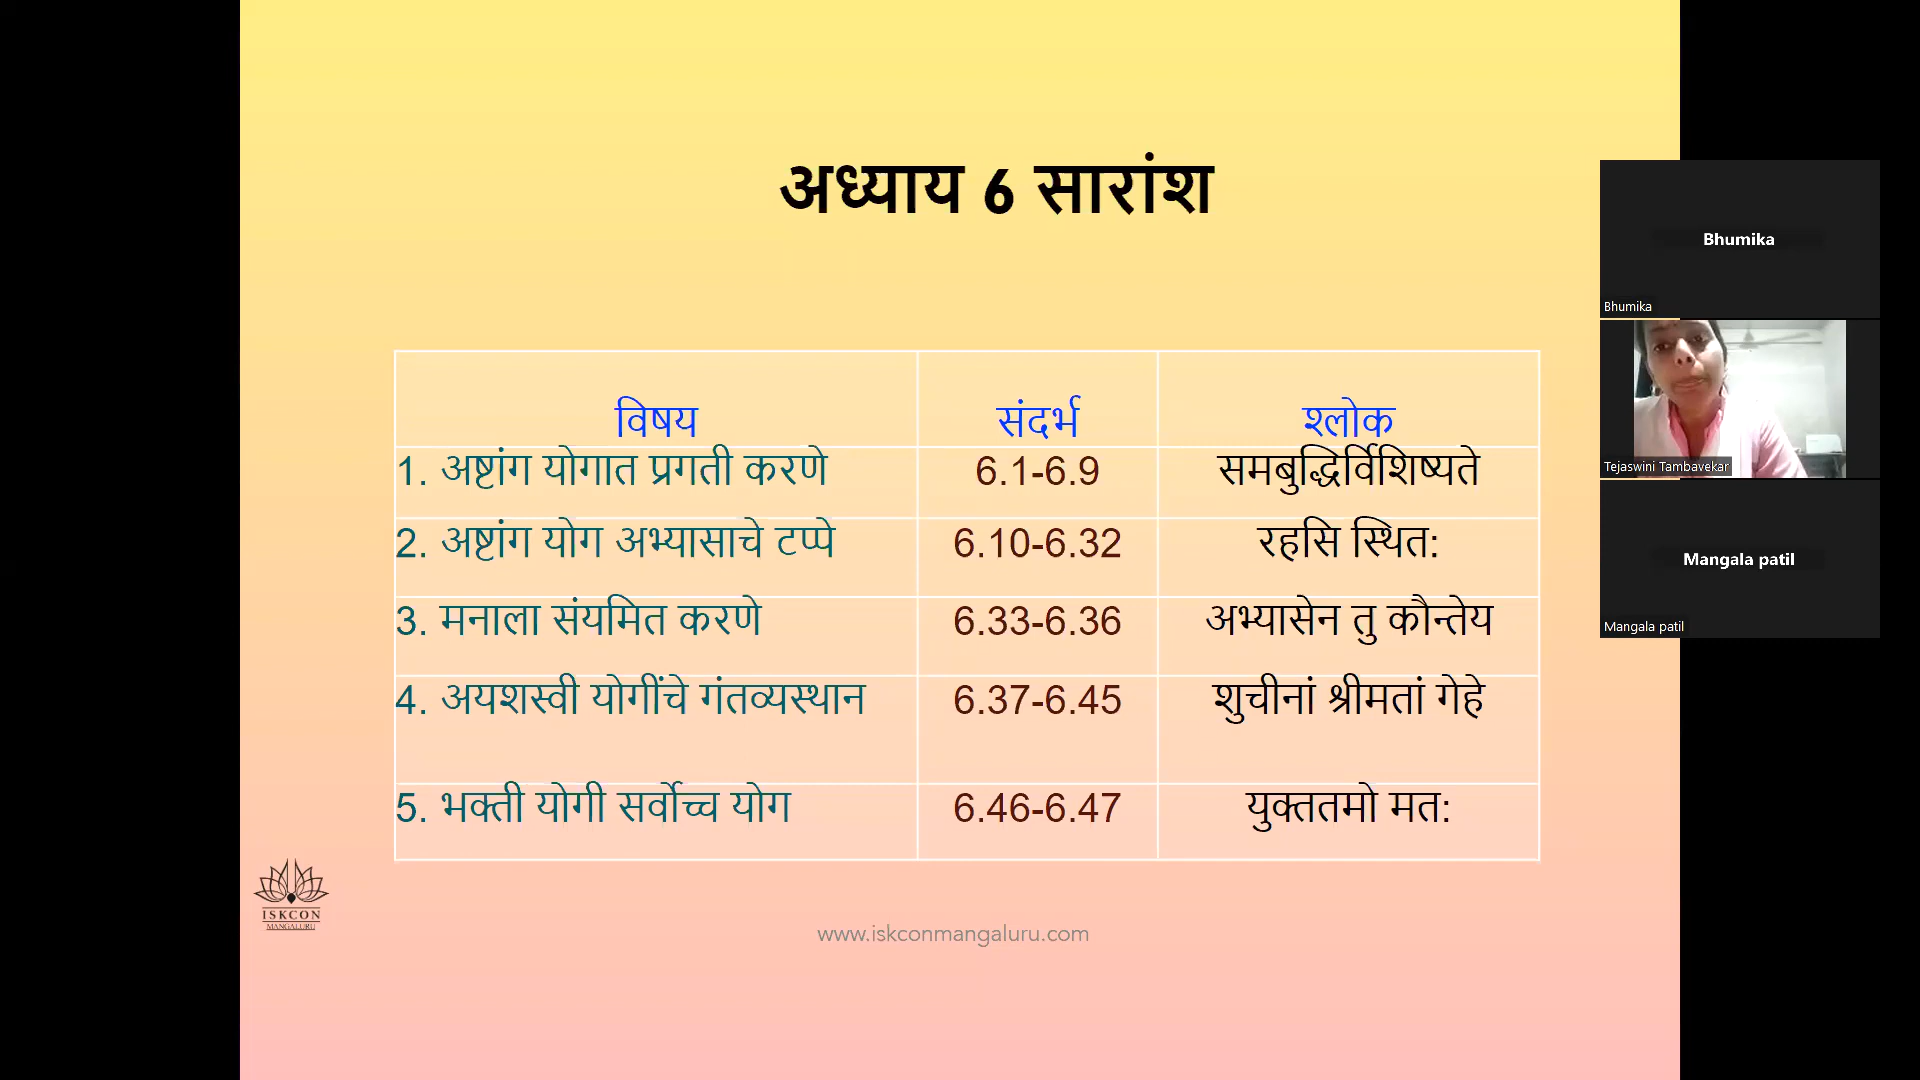 अध्याय 6 सारांश
विषय संदर्भ श्लोक
1. अष्टांग योगात प्रगती करणे 6.1-6.9 समबुद्धिर्विशिष्यते
2. अष्टांग योग अभ्यासाचे टप्पे 6.10-6.32 रहसि स्थित:
3. मनाला संयमित करणे 6.33-6.36 अभ्यासेन तु कौन्तेय
4. अयशस्वी योगींचे गंतव्यस्थान 6.37-6.45 शुचीनां श्रीमतां गेहे
5. भक्ती योगी सर्वोच्च योग 6.46-6.47 युक्ततमो मत:
ISKCON
MANGALURU
www.iskconmangaluru.com
Bhumika
Bhumika
Tejaswini Tambavekar
Mangala patil
Mangala patil